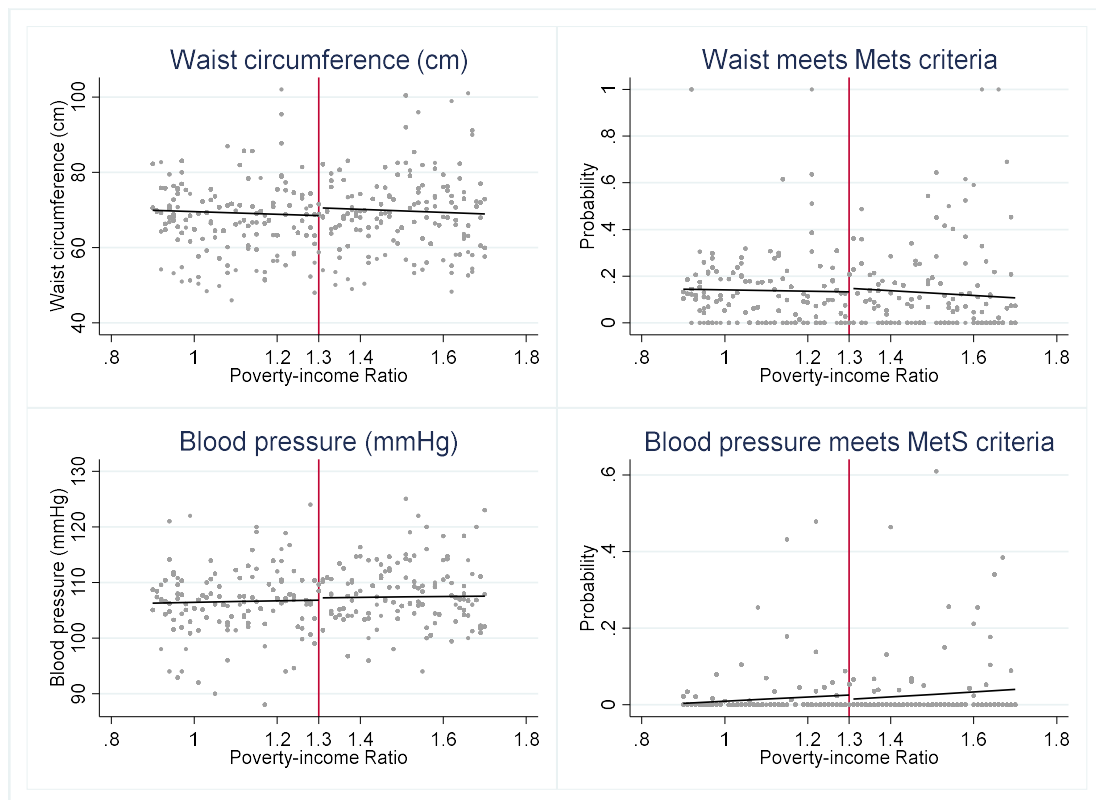 Waist circumference (cm)
Waist circumference (cm)
100
80
60
40
.8 1 1.2 1.3 1.4 1.6 1.8
Poverty-income Ratio
Waist meets Mets criteria
Probability
1
.8
.6
.4
.2
0
.8 1 1.2 1.3 1.4 1.6 1.8
Poverty-income Ratio
Blood pressure (mmHg)
Blood pressure (mmHg)
130
120
110
100
90
.8 1 1.2 1.3 1.4 1.6 1.8
Poverty-income Ratio
Blood pressure meets MetS criteria
Probability
.6
.4
.2
0
.8 1 1.2 1.3 1.4 1.6 1.8
Poverty-income Ratio